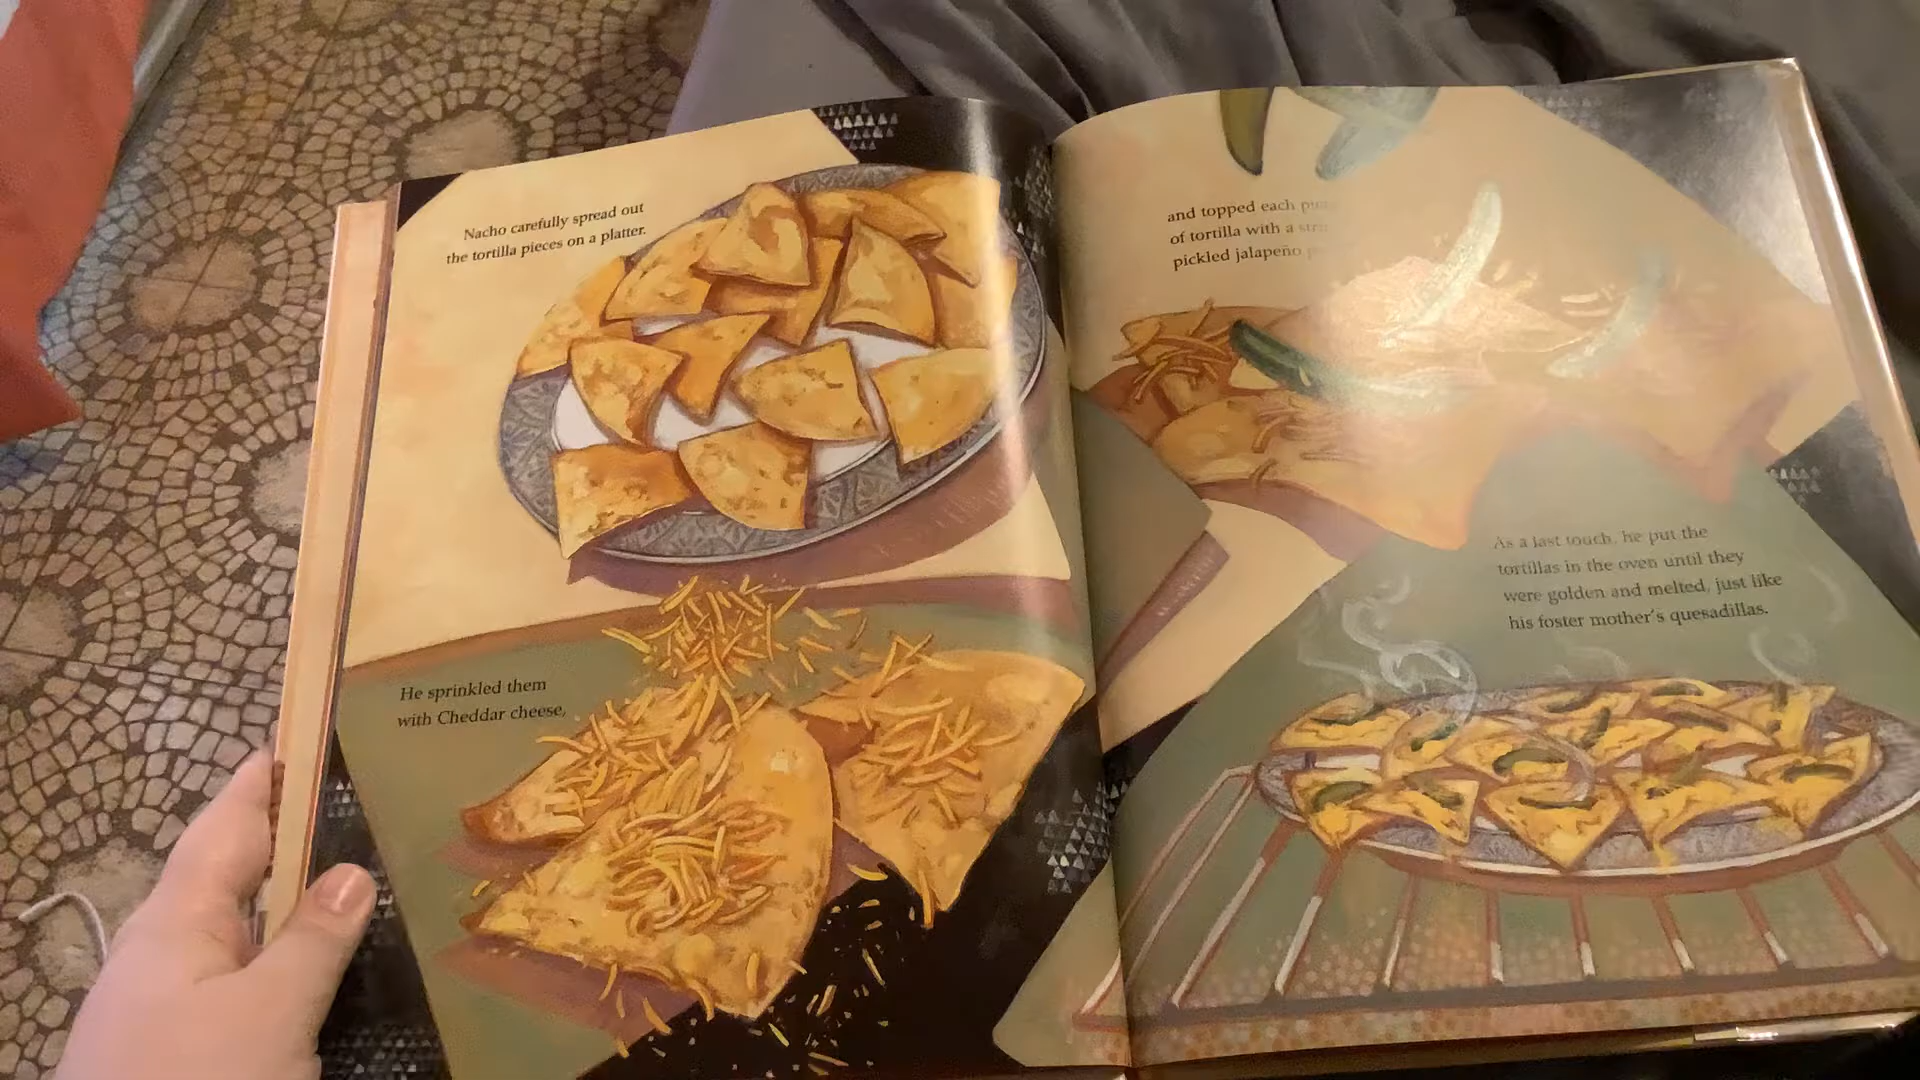 Nacho carefully spread out
the tortilla pieces on a platter.
He sprinkled them
with Cheddar cheese,
and topped each
of tortilla with a
pickled jalapeño
As a last touch, he put the
tortillas in the oven until they
were golden and melted, just like
his foster mother's quesadillas.